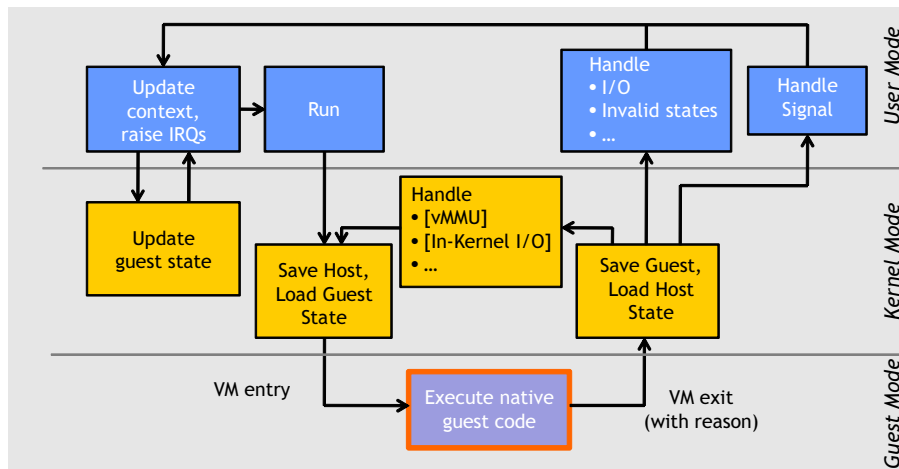 Update
context,
raise IRQs
Run
Handle
• I/O
• Invalid states
• ...
Handle
Signal
User Mode
Update
guest state
Handle
• [vMMU]
• [In-Kernel I/O]
• ...
Save Host,
Load Guest
State
Save Guest,
Load Host
State
Kernel Mode
VM entry
Execute native
guest code
VM exit
(with reason)
Guest Mode